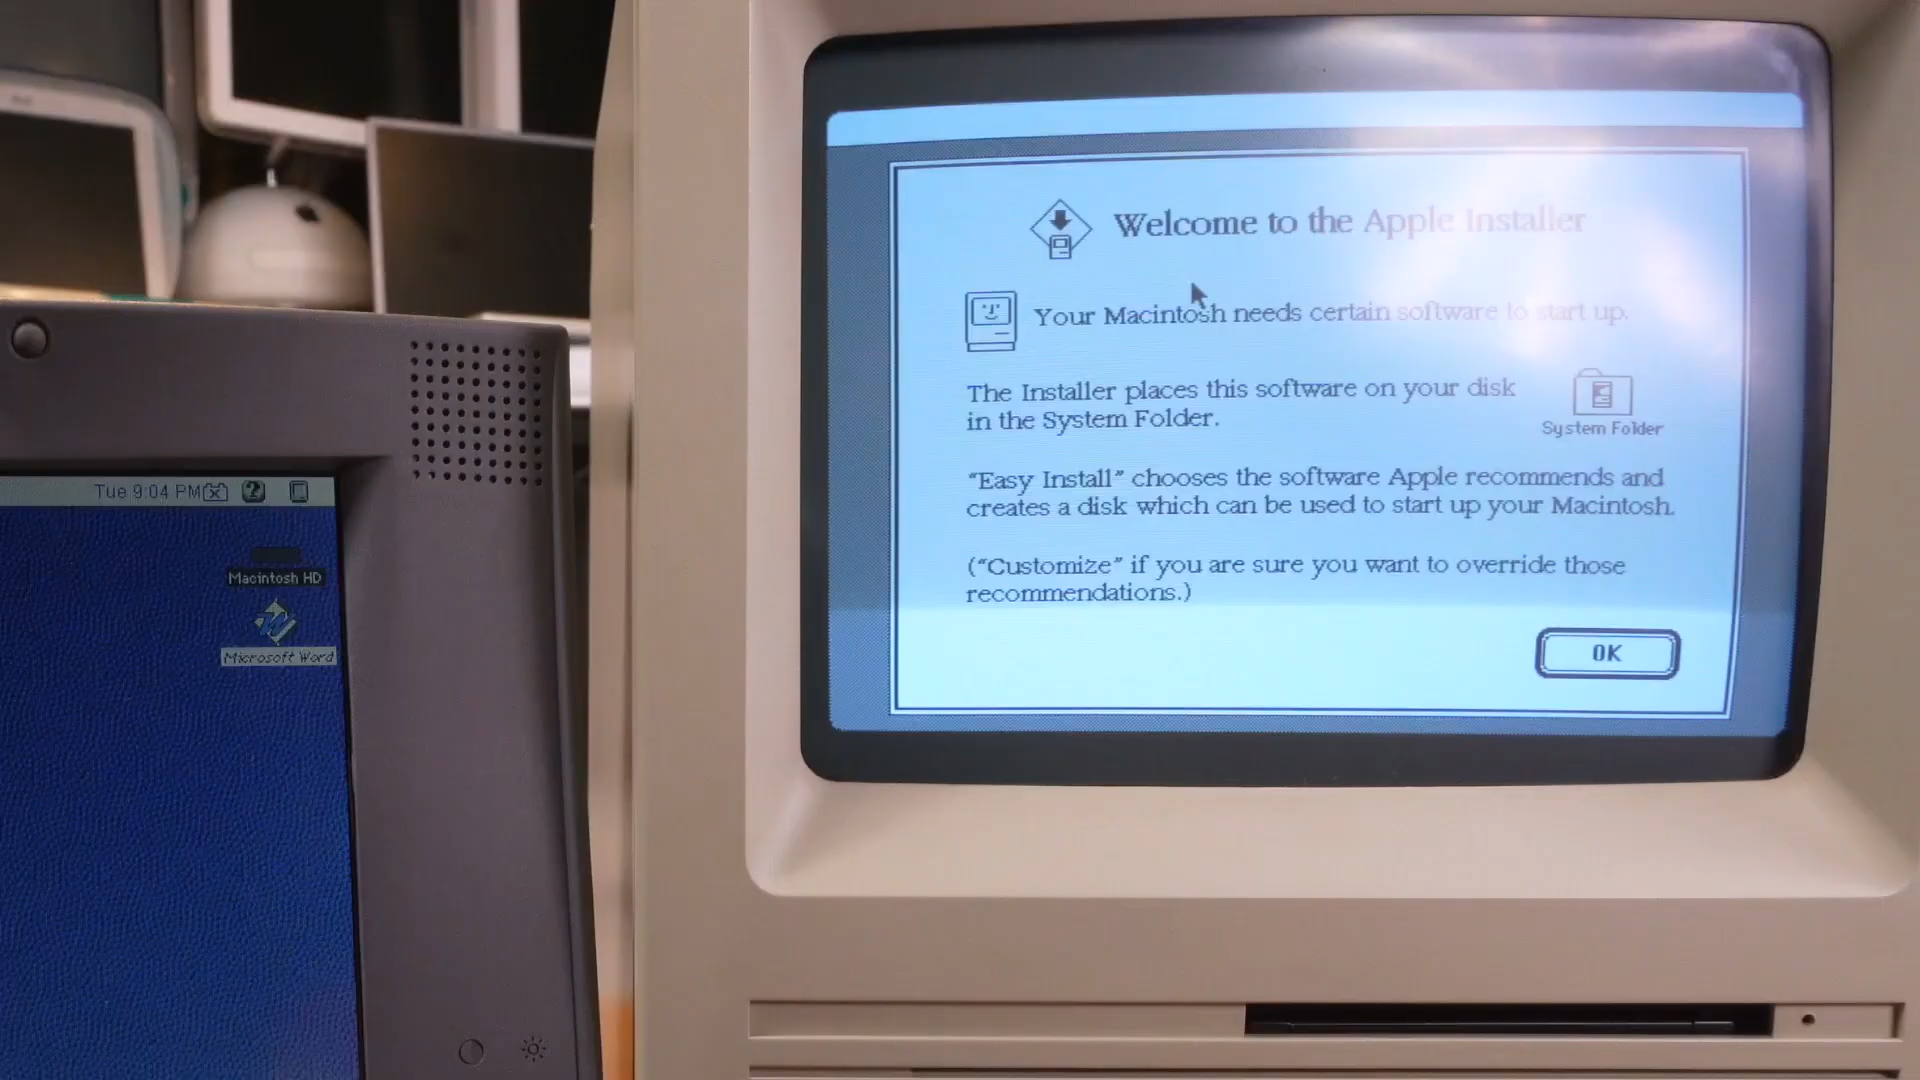 Tue 9:04 PM
Macintosh HD
Microsoft Word
Welcome to the Apple Installer
Your Macintosh needs certain software to start up.
The Installer places this software on your disk
in the System Folder.
System Folder
"Easy Install" chooses the software Apple recommends and
creates a disk which can be used to start up your Macintosh.
("Customize" if you are sure you want to override those
recommendations.)
OK